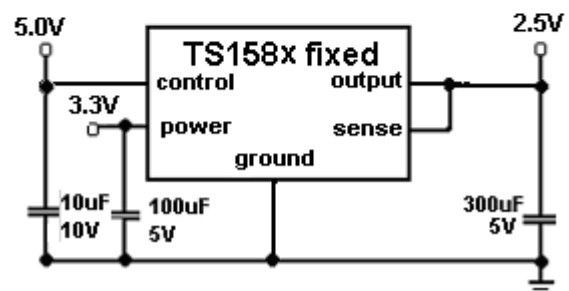 5.0V
2.5V
TS158x fixed
control
output
3.3V
power
sense
ground
10uF
10V
100uF
5V
300uF
5V